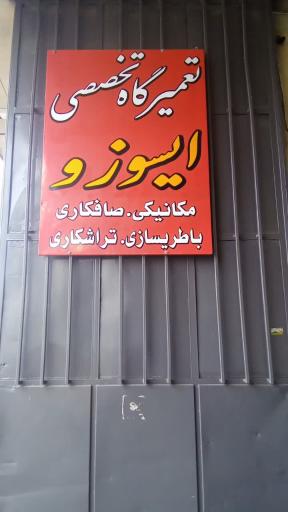 تعمیرگاه تخصصی
ایسوزو
مکانیکی. صافکاری
باطریسازی. تراشکاری